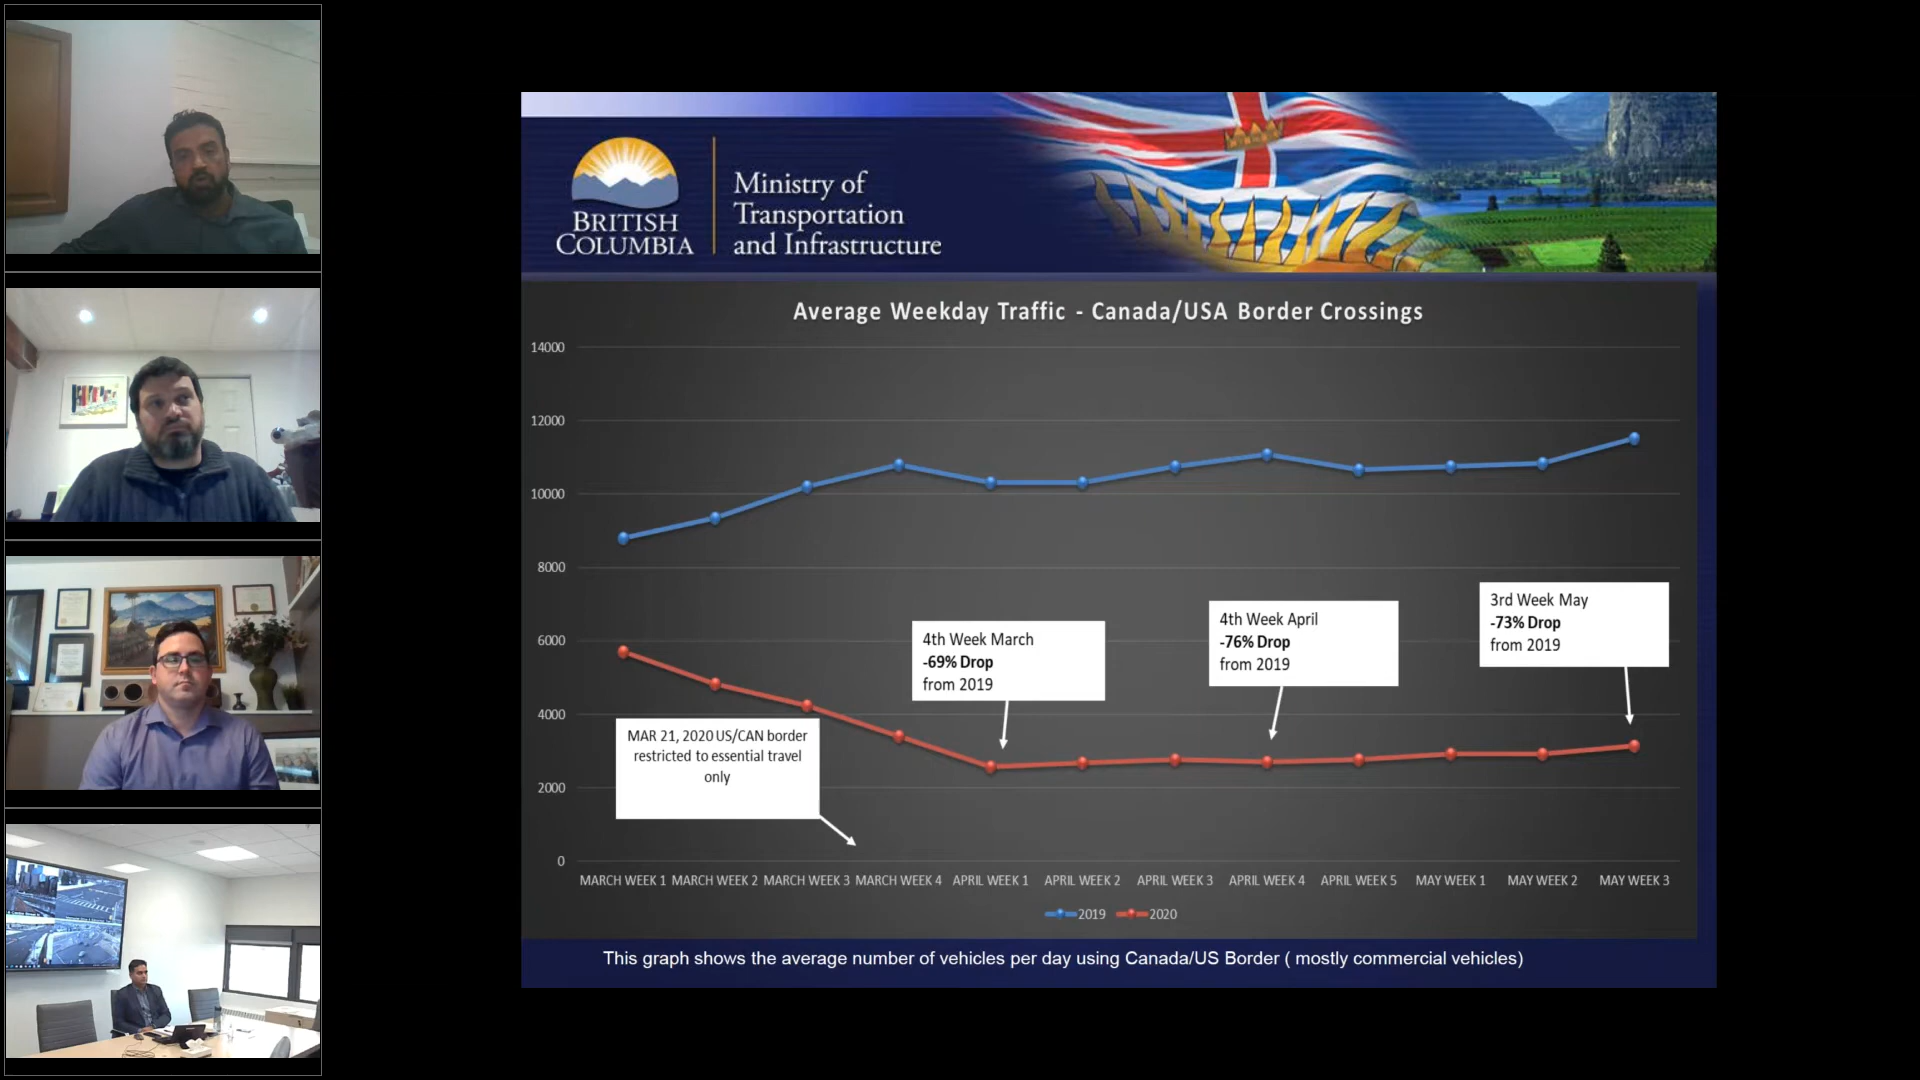 BRITISH
COLUMBIA
Ministry of
Transportation
and Infrastructure
Average Weekday Traffic - Canada/USA Border Crossings
14000
12000
10000
8000
6000
4000
2000
0
MAR 21, 2020 US/CAN border
restricted to essential travel
only
4th Week March
-69% Drop
from 2019
4th Week April
-76% Drop
from 2019
3rd Week May
-73% Drop
from 2019
MARCH WEEK 1 MARCH WEEK 2 MARCH WEEK 3 MARCH WEEK 4 APRIL WEEK 1 APRIL WEEK 2 APRIL WEEK 3 APRIL WEEK 4 APRIL WEEK 5 MAY WEEK 1 MAY WEEK 2 MAY WEEK 3
2019 2020
This graph shows the average number of vehicles per day using Canada/US Border ( mostly commercial vehicles)